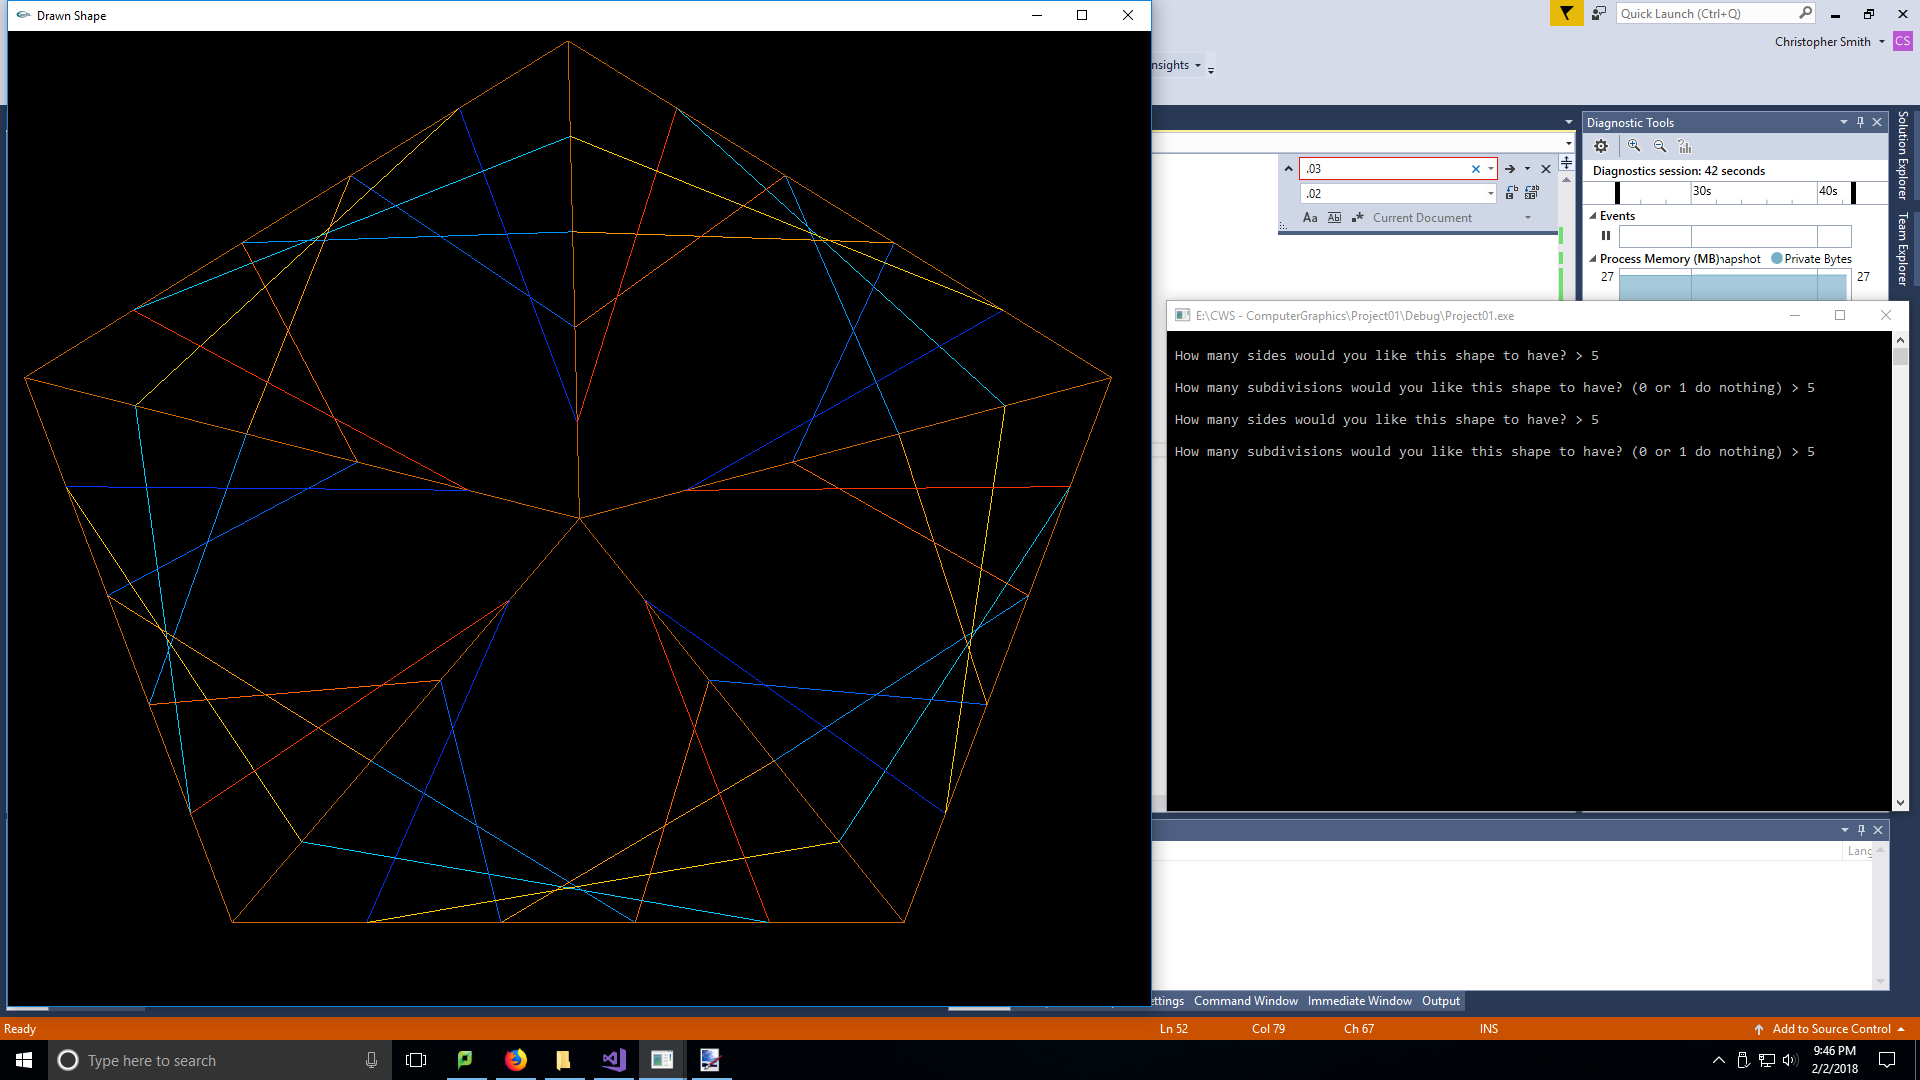 Drawn Shape
Quick Launch (Ctrl+Q)
Christopher Smith
CS
nsights
Diagnostic Tools
Diagnostics session: 42 seconds
30s 40s
Events
Process Memory (MB) napshot Private Bytes
27 27
Solution Explorer
Team Explorer
.03
.02
Aa Abl .* Current Document
E:\CWS - ComputerGraphics\Project01\Debug\Project01.exe
How many sides would you like this shape to have? > 5
How many subdivisions would you like this shape to have? (0 or 1 do nothing) > 5
How many sides would you like this shape to have? > 5
How many subdivisions would you like this shape to have? (0 or 1 do nothing) > 5
Lang
ettings Command Window Immediate Window Output
Ready Ln 52 Col 79 Ch 67 INS Add to Source Control
Type here to search
9:46 PM
2/2/2018